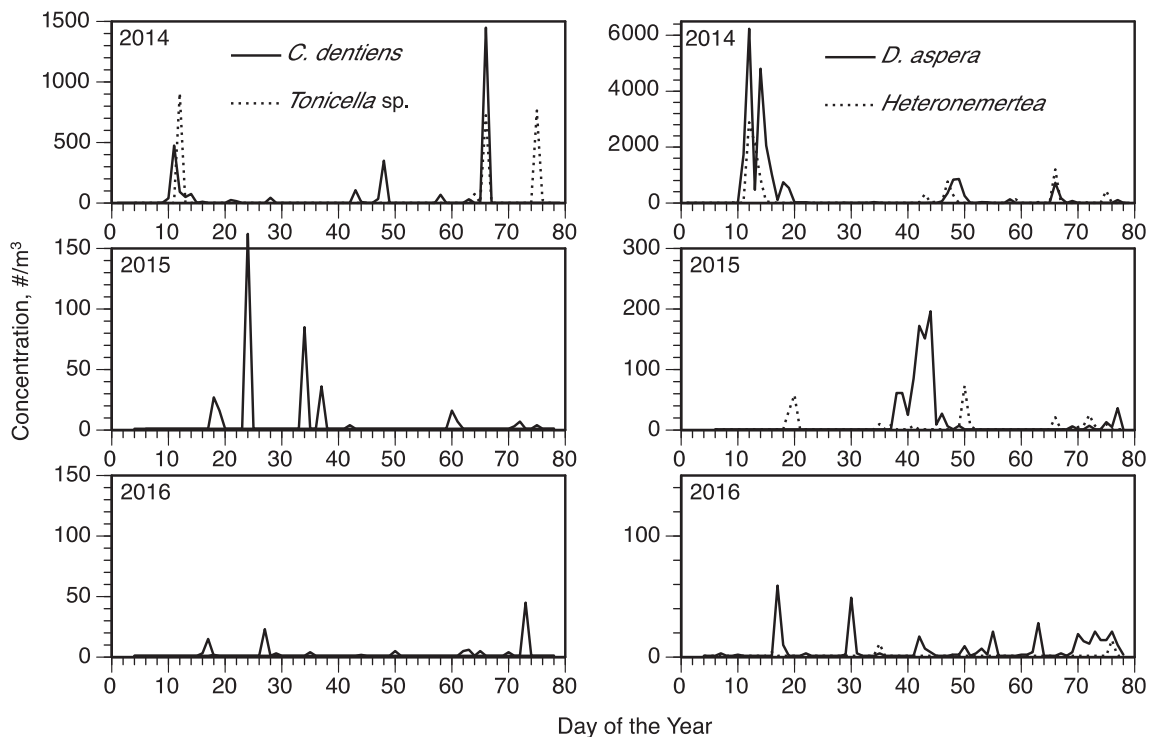 2014
C. dentiens
Tonicella sp.
1500
1000
500
0
0 10 20 30 40 50 60 70 80
2014
D. aspera
Heteronemertea
6000
4000
2000
0
0 10 20 30 40 50 60 70 80
Concentration, #/m³
2015
150
100
50
0
0 10 20 30 40 50 60 70 80
2015
300
200
100
0
0 10 20 30 40 50 60 70 80
2016
150
100
50
0
0 10 20 30 40 50 60 70 80
2016
100
0
0 10 20 30 40 50 60 70 80
Day of the Year